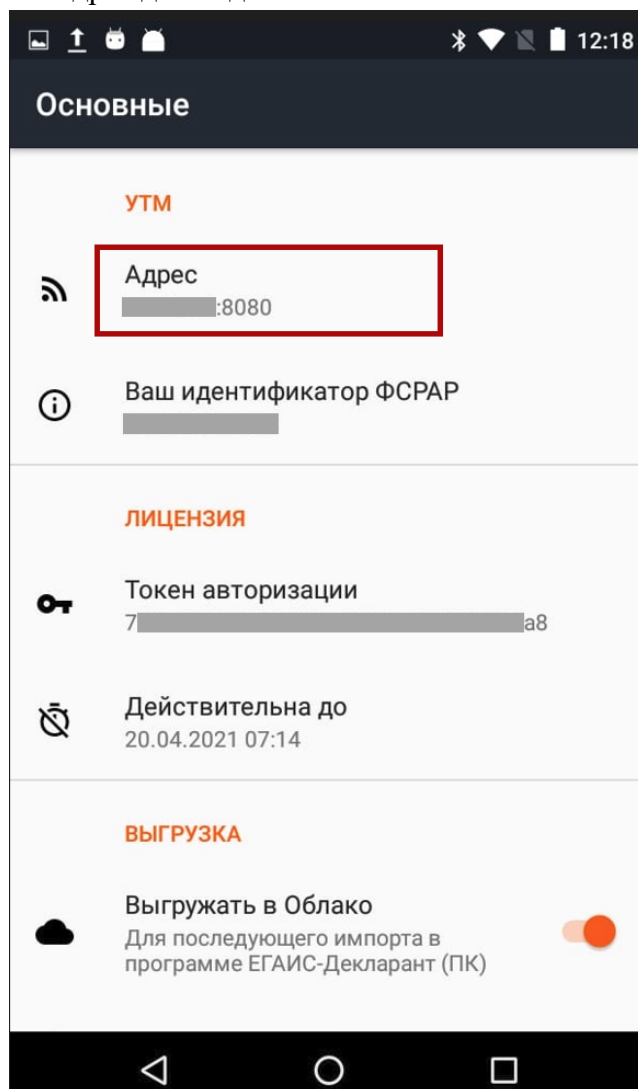 12:18
Основные
УТМ
Адрес
:8080
Ваш идентификатор ФСРАР
ЛИЦЕНЗИЯ
Токен авторизации
7 a8
Действительна до
20.04.2021 07:14
ВЫГРУЗКА
Выгружать в Облако
Для последующего импорта в
программе ЕГАИС-Декларант (ПК)